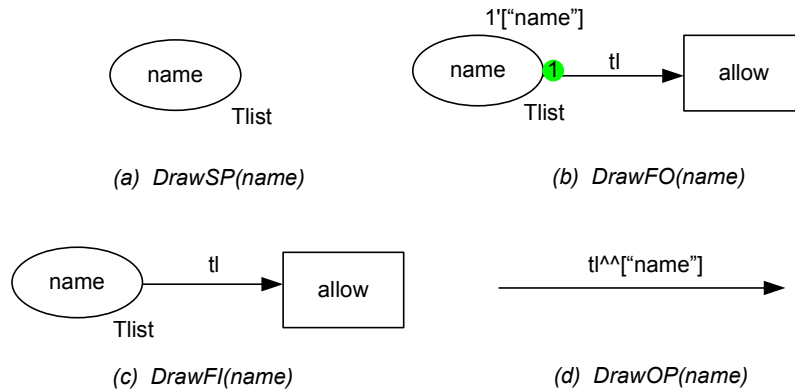 name
Tlist
(a) DrawSP(name)
1'[“name”]
name
1
tl
allow
Tlist
(b) DrawFO(name)
name
tl
allow
Tlist
(c) DrawFI(name)
tl^^[“name”]
(d) DrawOP(name)